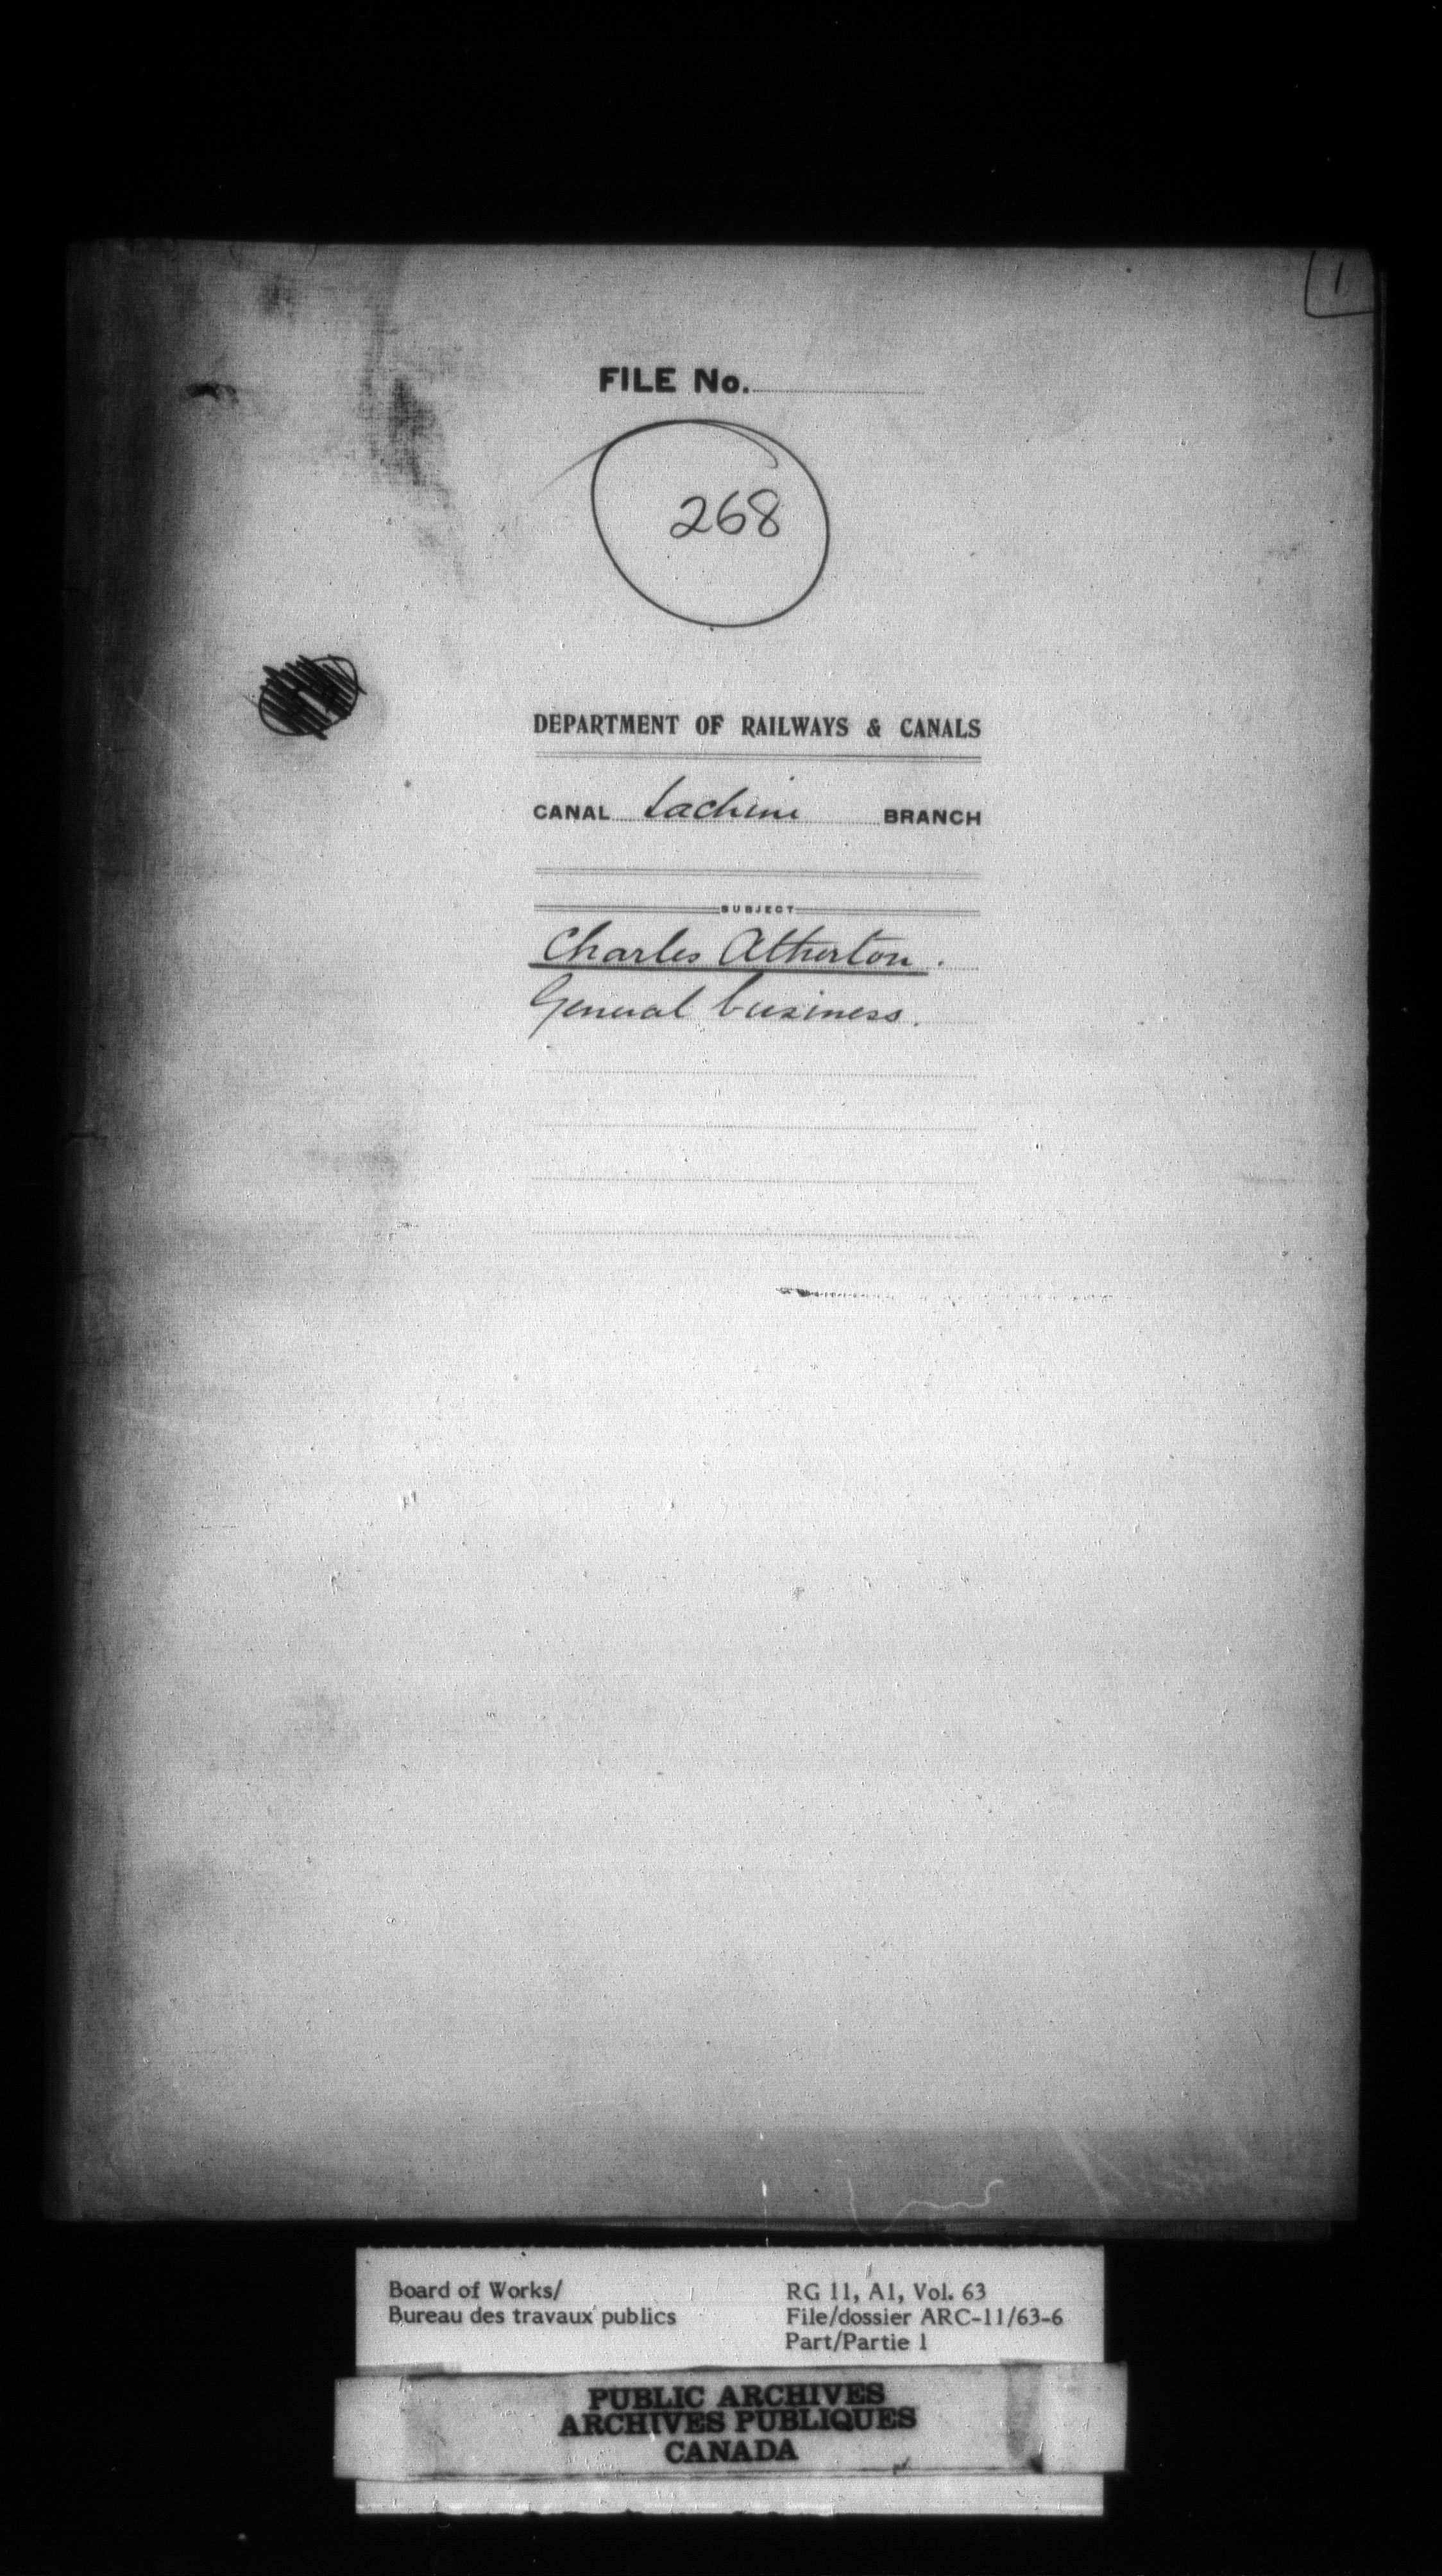 1
FILE No.
268
DEPARTMENT OF RAILWAYS & CANALS
CANAL Lachine BRANCH
SUBJECT
Charles Atherton.
General business.
Board of Works/
Bureau des travaux publics
RG 11, A1, Vol. 63
File/dossier ARC-11/63-6
Part/Partie 1
PUBLIC ARCHIVES
ARCHIVES PUBLIQUES
CANADA